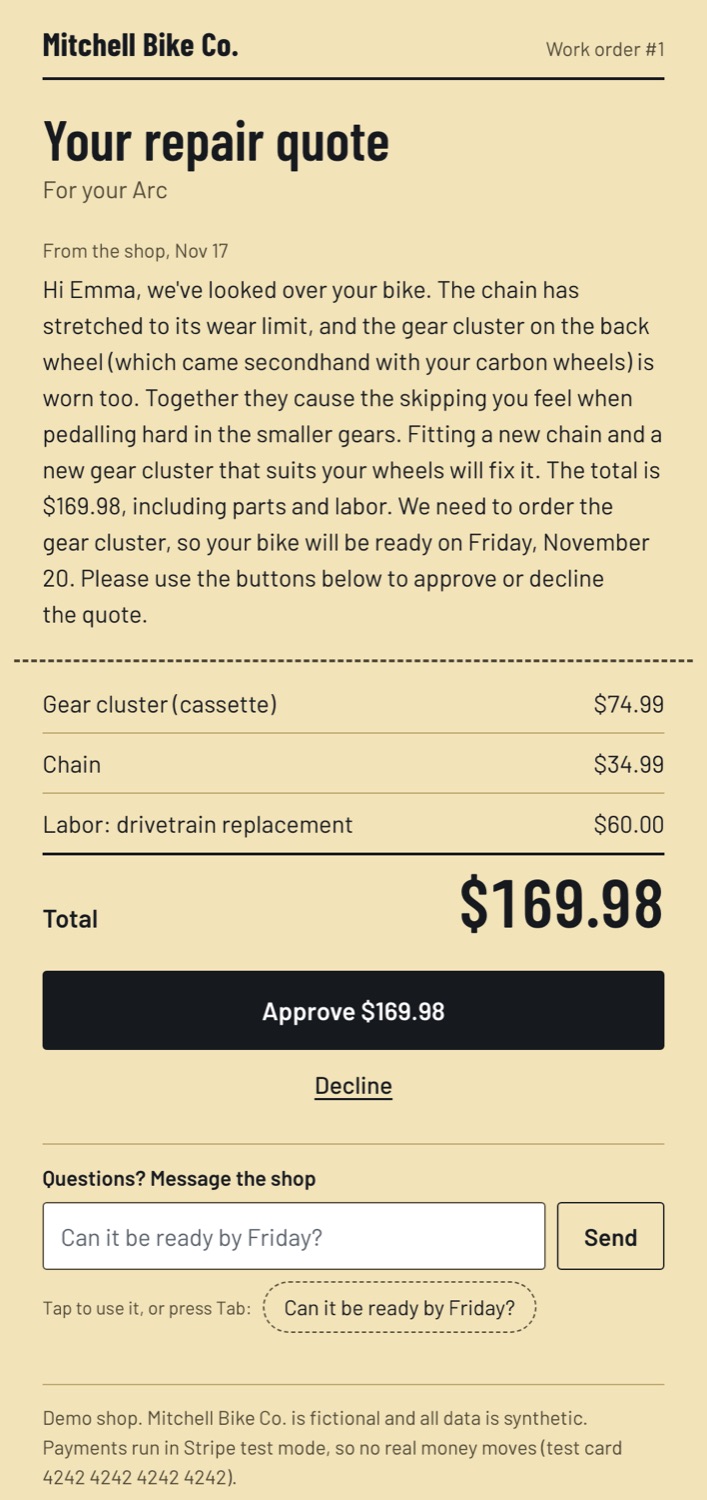 Mitchell Bike Co.
Work order #1
Your repair quote
For your Arc
From the shop, Nov 17
Hi Emma, we've looked over your bike. The chain has
stretched to its wear limit, and the gear cluster on the back
wheel (which came secondhand with your carbon wheels) is
worn too. Together they cause the skipping you feel when
pedalling hard in the smaller gears. Fitting a new chain and a
new gear cluster that suits your wheels will fix it. The total is
$169.98, including parts and labor. We need to order the
gear cluster, so your bike will be ready on Friday, November
20. Please use the buttons below to approve or decline
the quote.
Gear cluster (cassette) $74.99
Chain $34.99
Labor: drivetrain replacement $60.00
Total $169.98
Approve $169.98
Decline
Questions? Message the shop
Can it be ready by Friday?
Send
Tap to use it, or press Tab: Can it be ready by Friday?
Demo shop. Mitchell Bike Co. is fictional and all data is synthetic.
Payments run in Stripe test mode, so no real money moves (test card
4242 4242 4242 4242).